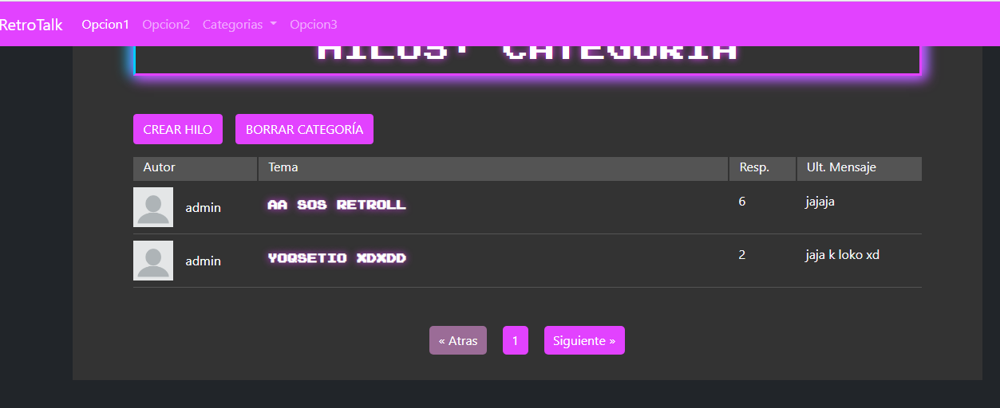 RetroTalk Opcion1 Opcion2 Categorias Opcion3
HILOS: CATEGORIA
CREAR HILO BORRAR CATEGORÍA
Autor Tema Resp. Ult. Mensaje
admin AA SOS RETROLL 6 jajaja
admin YOQSETIO XDXDD 2 jaja k loko xd
« Atras 1 Siguiente »